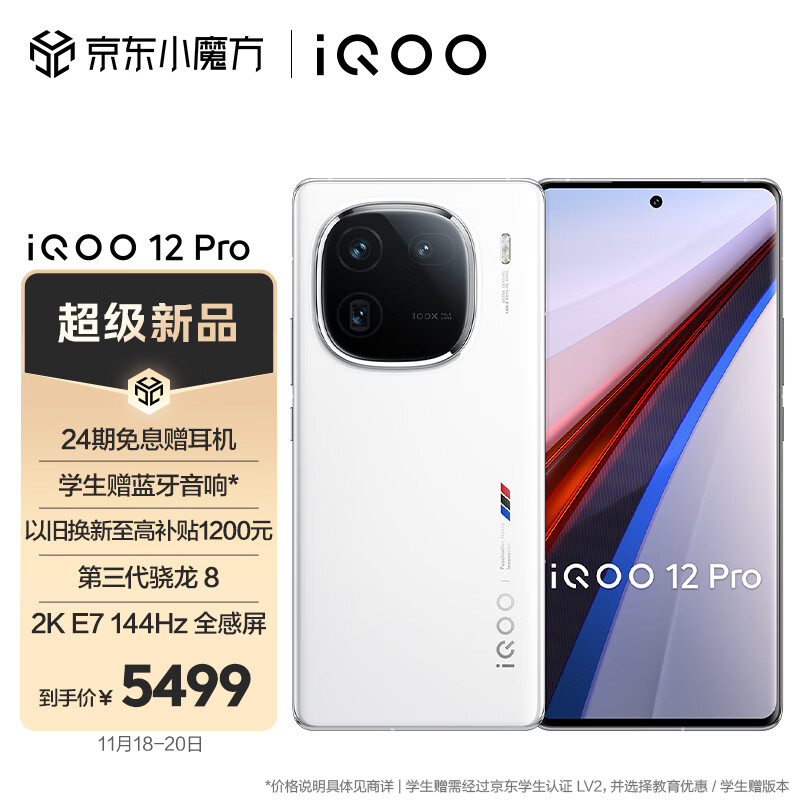 京东小魔方 | iQOO
iQOO 12 Pro
超级新品
24期免息赠耳机
学生赠蓝牙音响*
以旧换新至高补贴1200元
第三代骁龙 8
2K E7 144Hz 全感屏
到手价¥5499
11月18-20日
100X
iQOO
iQOO 12 Pro
*价格说明具体见商详 | 学生赠需经过京东学生认证 LV2, 并选择教育优惠 / 学生赠版本